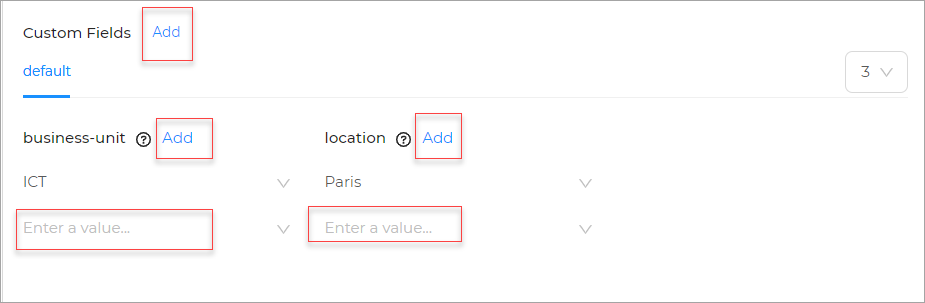 Custom Fields Add
default 3
business-unit ? Add location ? Add
ICT Paris
Enter a value... Enter a value...